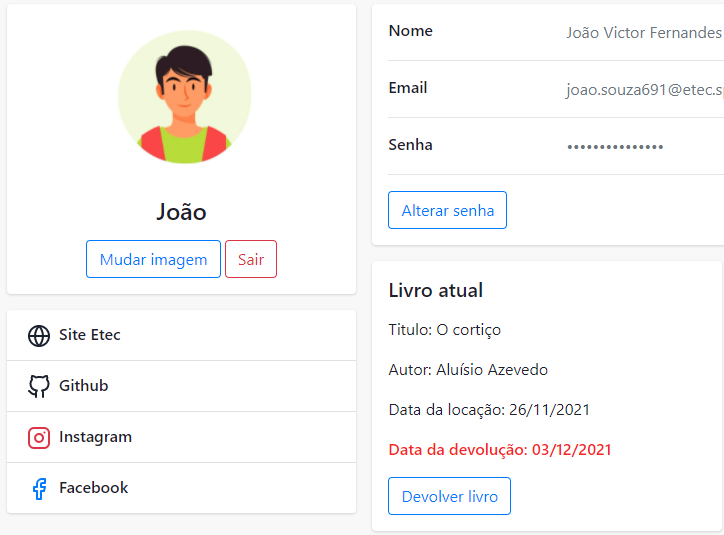 João
Mudar imagem
Sair
Site Etec
Github
Instagram
Facebook
Nome
João Victor Fernandes
Email
joao.souza691@etec.s
Senha
•••••••••••••••
Alterar senha
Livro atual
Titulo: O cortiço
Autor: Aluísio Azevedo
Data da locação: 26/11/2021
Data da devolução: 03/12/2021
Devolver livro